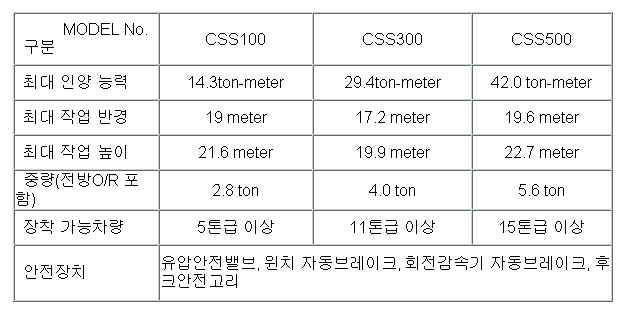 MODEL No.
구분 CSS100 CSS300 CSS500
최대 인양 능력 14.3ton-meter 29.4ton-meter 42.0 ton-meter
최대 작업 반경 19 meter 17.2 meter 19.6 meter
최대 작업 높이 21.6 meter 19.9 meter 22.7 meter
중량(전방O/R 포
함) 2.8 ton 4.0 ton 5.6 ton
장착 가능차량 5톤급 이상 11톤급 이상 15톤급 이상
안전장치 유압안전밸브, 윈치 자동브레이크, 회전감속기 자동브레이크, 후
크안전고리